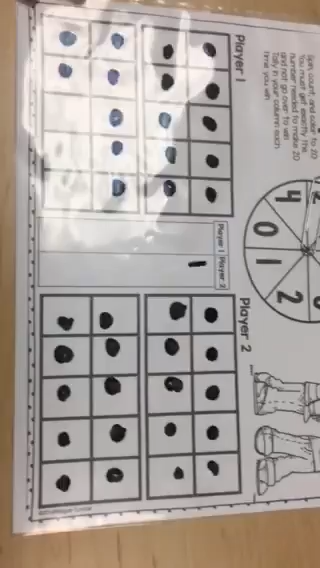 Spin, count, and color to 20.
You must get exactly the
number needed to make 20
and not go over to win.
Tally in your column each
time you win.
Player 1
Player 1 Player 2
Player 2
4
0
1
2